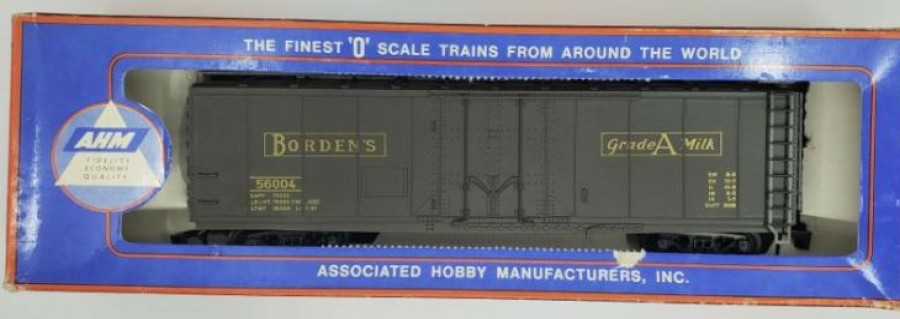 THE FINEST 'O' SCALE TRAINS FROM AROUND THE WORLD
AHM
FIDELITY
ECONOMY
QUALITY
BORDEN'S
Grade A Milk
56004
ASSOCIATED HOBBY MANUFACTURERS, INC.